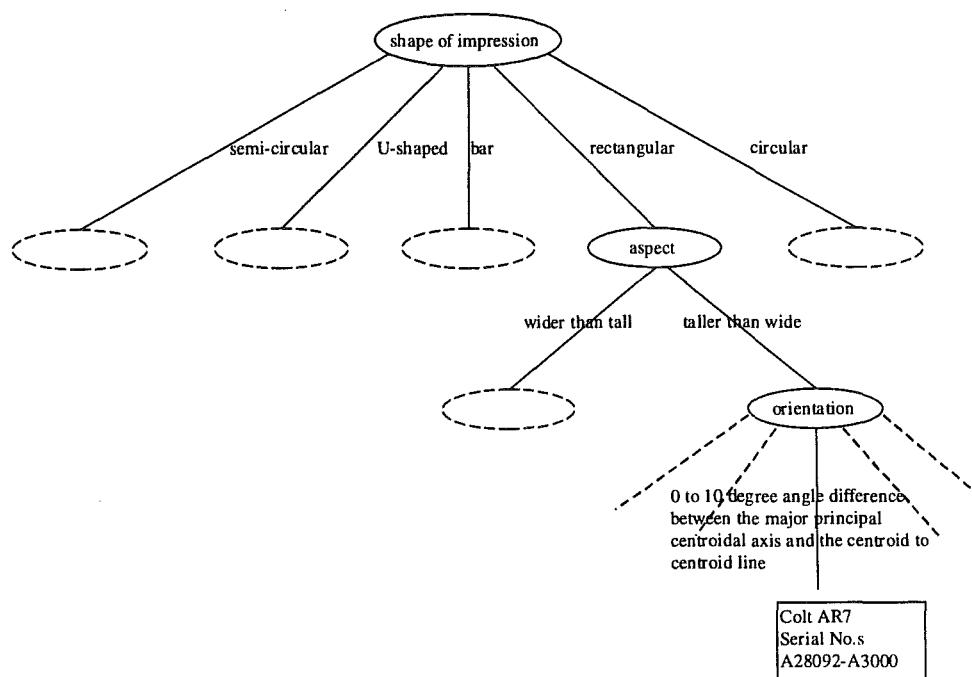 shape of impression
semi-circular
U-shaped
bar
rectangular
circular
aspect
wider than tall
taller than wide
orientation
0 to 10 degree angle difference
between the major principal
centroidal axis and the centroid to
centroid line
Colt AR7
Serial No.s
A28092-A3000